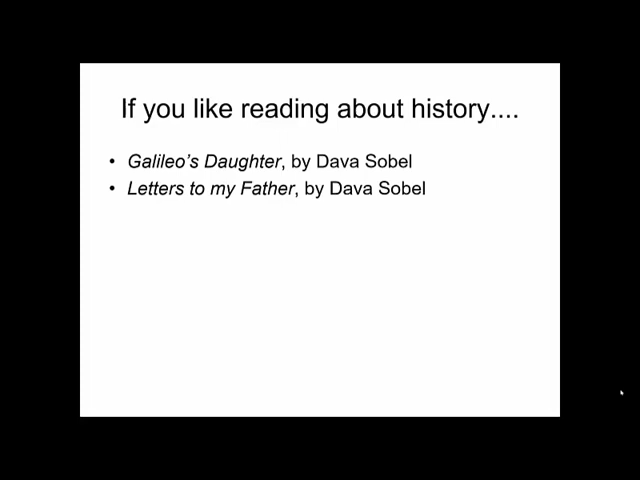 If you like reading about history....
• Galileo's Daughter, by Dava Sobel
• Letters to my Father, by Dava Sobel